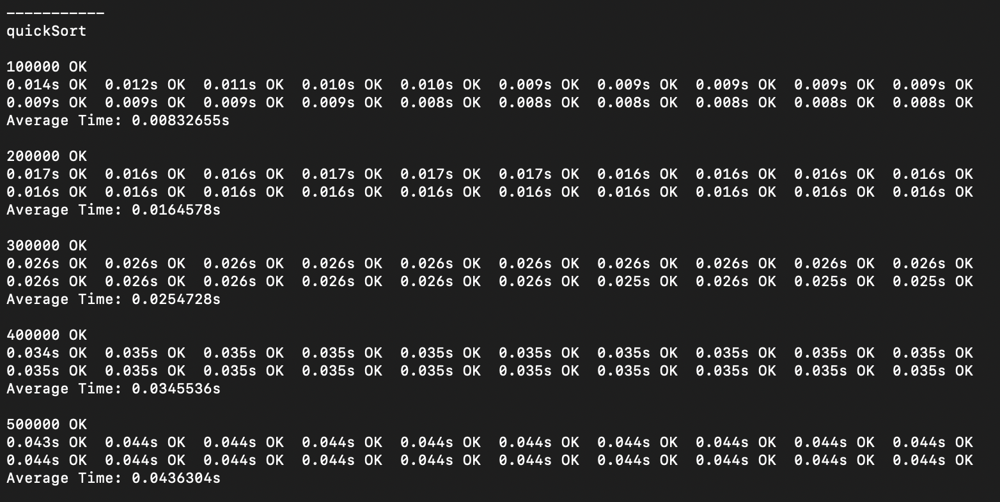 -----------
quickSort
100000 OK
0.014s OK  0.012s OK  0.011s OK  0.010s OK  0.010s OK  0.009s OK  0.009s OK  0.009s OK  0.009s OK  0.009s OK
0.009s OK  0.009s OK  0.009s OK  0.009s OK  0.008s OK  0.008s OK  0.008s OK  0.008s OK  0.008s OK  0.008s OK
Average Time: 0.00832655s
200000 OK
0.017s OK  0.016s OK  0.016s OK  0.017s OK  0.017s OK  0.017s OK  0.016s OK  0.016s OK  0.016s OK  0.016s OK
0.016s OK  0.016s OK  0.016s OK  0.016s OK  0.016s OK  0.016s OK  0.016s OK  0.016s OK  0.016s OK  0.016s OK
Average Time: 0.0164578s
300000 OK
0.026s OK  0.026s OK  0.026s OK  0.026s OK  0.026s OK  0.026s OK  0.026s OK  0.026s OK  0.026s OK  0.026s OK
0.026s OK  0.026s OK  0.026s OK  0.026s OK  0.026s OK  0.026s OK  0.025s OK  0.026s OK  0.025s OK  0.025s OK
Average Time: 0.0254728s
400000 OK
0.034s OK  0.035s OK  0.035s OK  0.035s OK  0.035s OK  0.035s OK  0.035s OK  0.035s OK  0.035s OK  0.035s OK
0.035s OK  0.035s OK  0.035s OK  0.035s OK  0.035s OK  0.035s OK  0.035s OK  0.035s OK  0.035s OK  0.035s OK
Average Time: 0.0345536s
500000 OK
0.043s OK  0.044s OK  0.044s OK  0.044s OK  0.044s OK  0.044s OK  0.044s OK  0.044s OK  0.044s OK  0.044s OK
0.044s OK  0.044s OK  0.044s OK  0.044s OK  0.044s OK  0.044s OK  0.044s OK  0.044s OK  0.044s OK  0.044s OK
Average Time: 0.0436304s